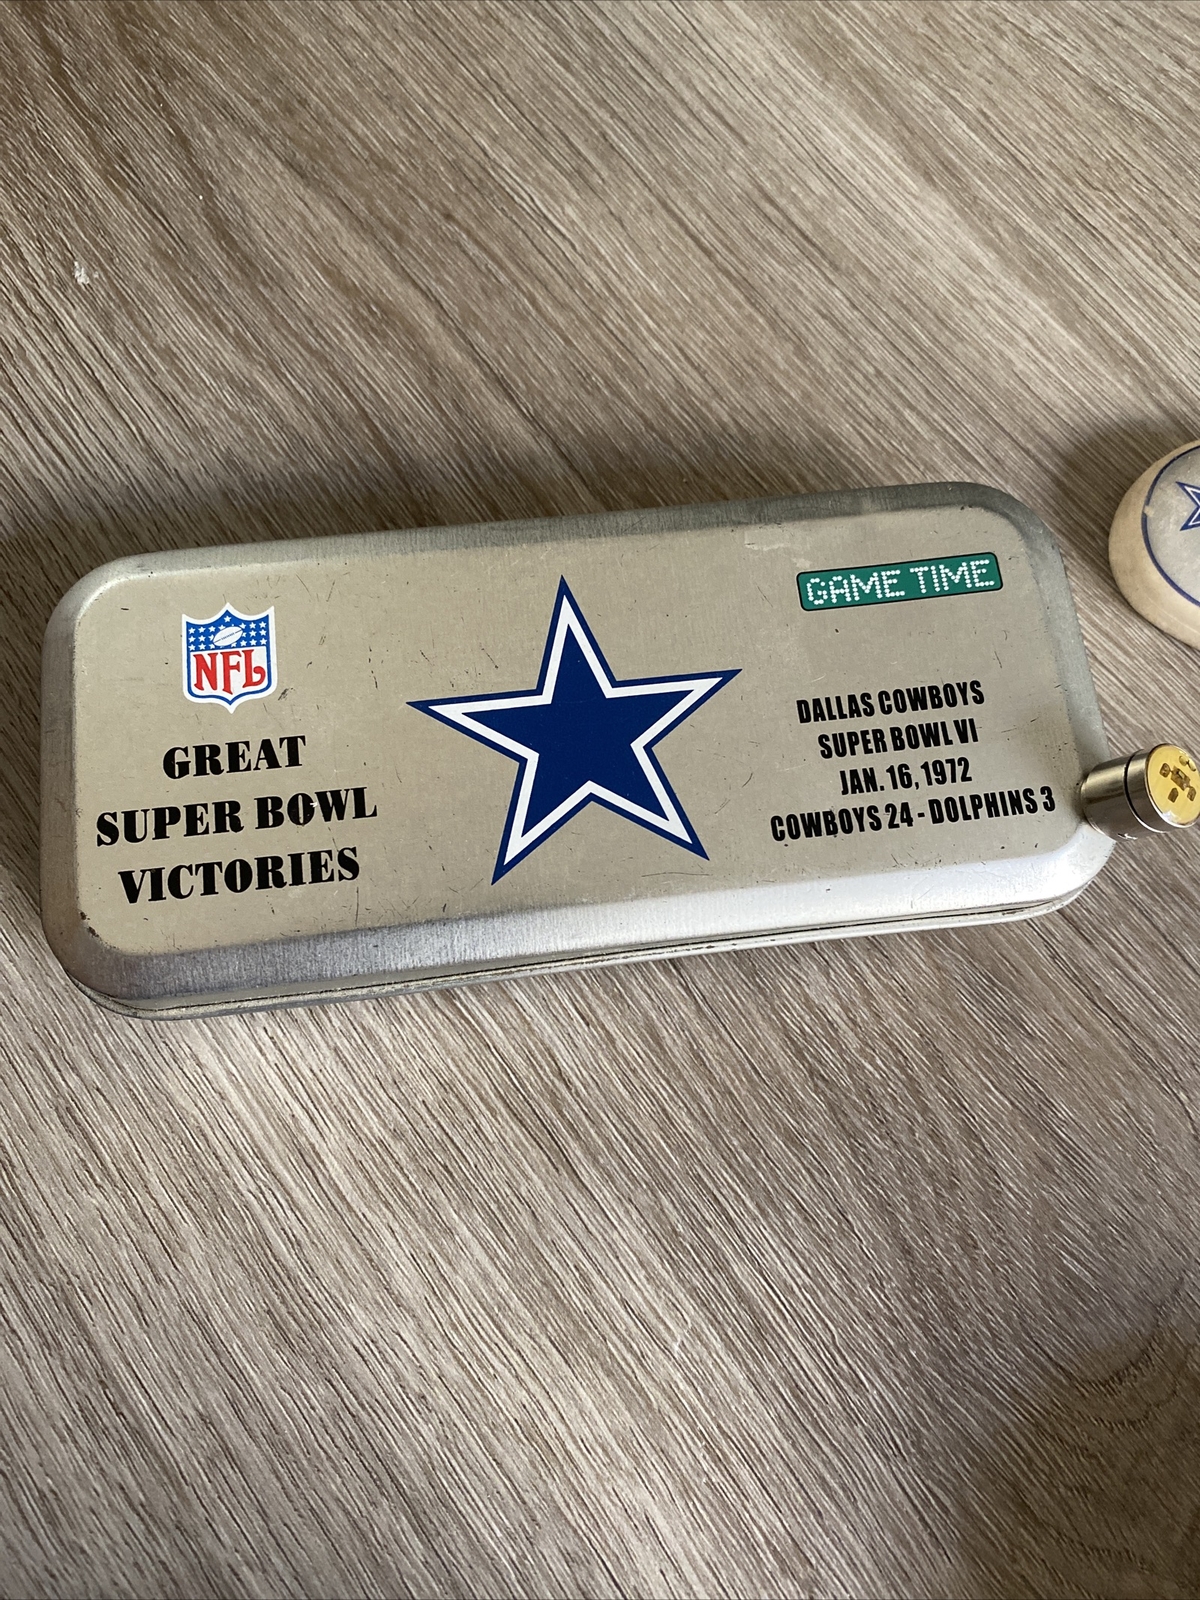 NFL
GREAT
SUPER BOWL
VICTORIES
GAME TIME
DALLAS COWBOYS
SUPER BOWL VI
JAN. 16, 1972
COWBOYS 24 - DOLPHINS 3